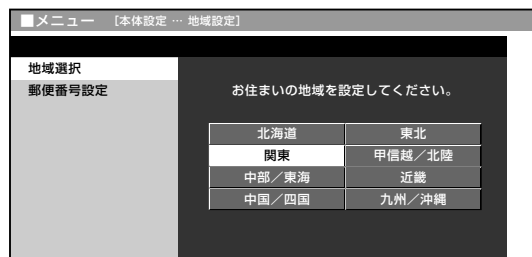 ■メニュー [本体設定 … 地域設定]
地域選択
郵便番号設定
お住まいの地域を設定してください。
北海道 東北
関東 甲信越／北陸
中部／東海 近畿
中国／四国 九州／沖縄